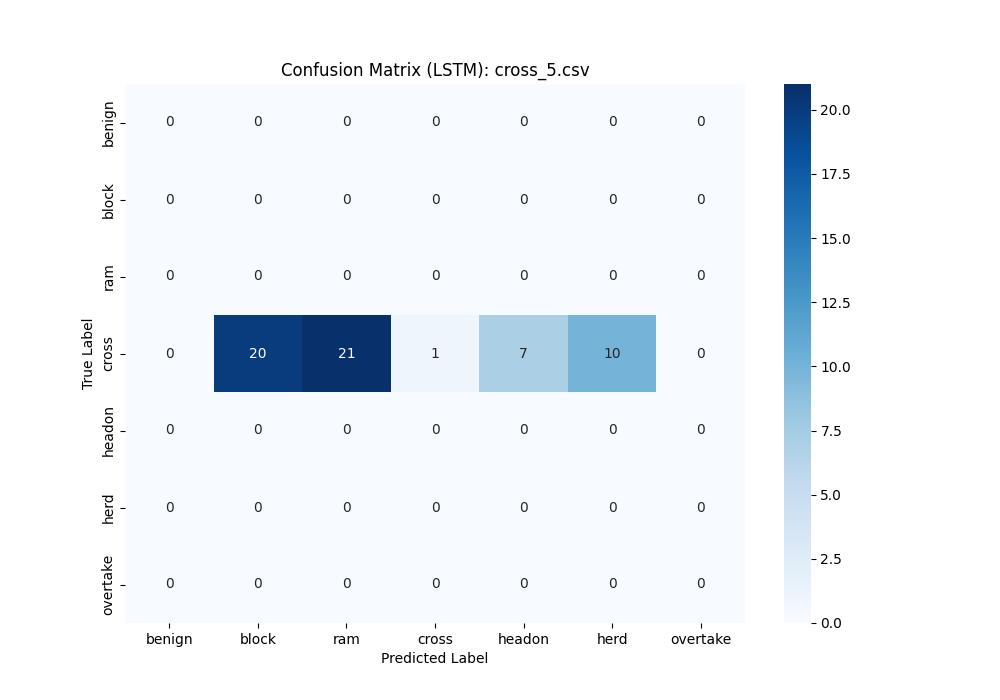 Confusion Matrix (LSTM): cross_5.csv
True Label
benign 0 0 0 0 0 0 0
block 0 0 0 0 0 0 0
ram 0 0 0 0 0 0 0
cross 0 20 21 1 7 10 0
headon 0 0 0 0 0 0 0
herd 0 0 0 0 0 0 0
overtake 0 0 0 0 0 0 0
benign block ram cross headon herd overtake
Predicted Label
20.0
17.5
15.0
12.5
10.0
7.5
5.0
2.5
0.0